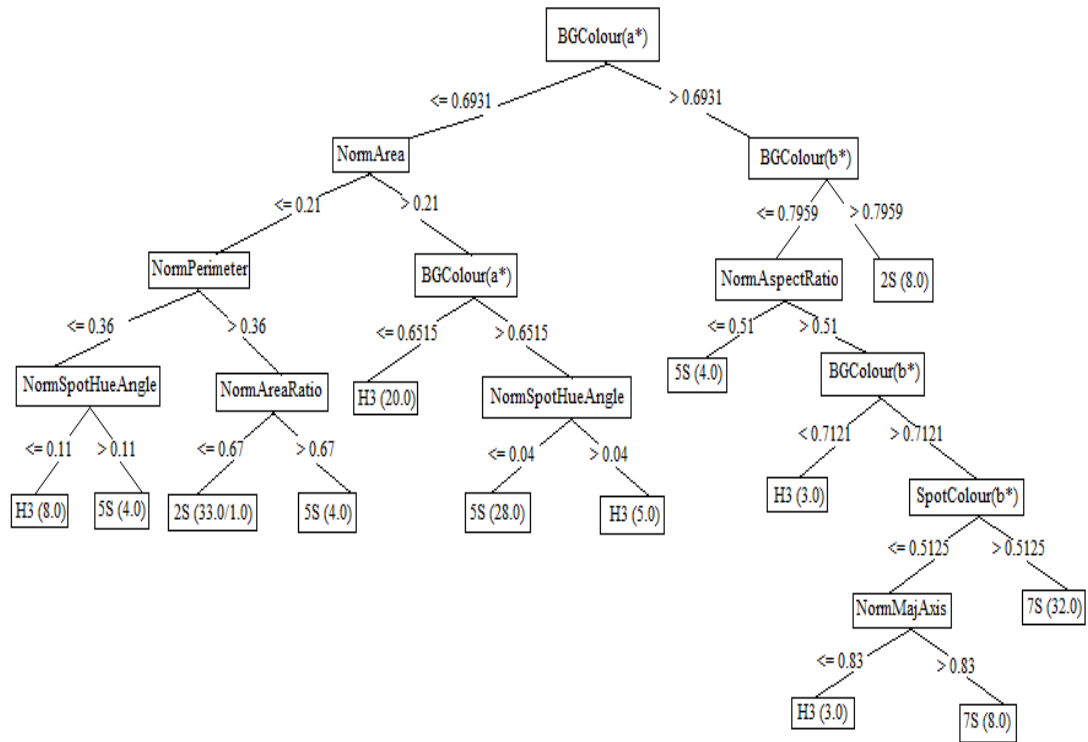 BGColour(a*)
<= 0.6931
> 0.6931
NormArea
BGColour(b*)
<= 0.21
> 0.21
<= 0.7959
> 0.7959
NormPerimeter
BGColour(a*)
NormAspectRatio
2S (8.0)
<= 0.36
> 0.36
<= 0.6515
> 0.6515
<= 0.51
> 0.51
NormSpotHueAngle
NormAreaRatio
H3 (20.0)
NormSpotHueAngle
5S (4.0)
BGColour(b*)
<= 0.11
> 0.11
<= 0.67
> 0.67
<= 0.04
> 0.04
< 0.7121
> 0.7121
H3 (8.0)
5S (4.0)
2S (33.0/1.0)
5S (4.0)
5S (28.0)
H3 (5.0)
H3 (3.0)
SpotColour(b*)
<= 0.5125
> 0.5125
NormMajAxis
7S (32.0)
<= 0.83
> 0.83
H3 (3.0)
7S (8.0)